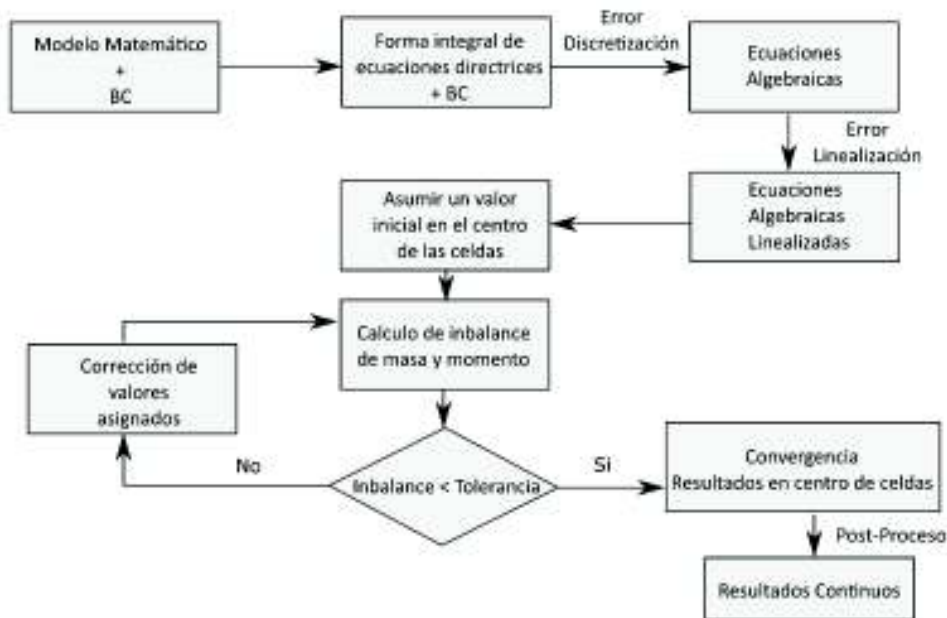 Modelo Matemático
+
BC
Forma integral de
ecuaciones directrices
+ BC
Error
Discretización
Ecuaciones
Algebraicas
Error
Linealización
Ecuaciones
Algebraicas
Linealizadas
Asumir un valor
inicial en el centro
de las celdas
Calculo de inbalance
de masa y momento
Corrección de
valores
asignados
No
Inbalance < Tolerancia
Si
Convergencia
Resultados en centro de celdas
Post-Proceso
Resultados Continuos